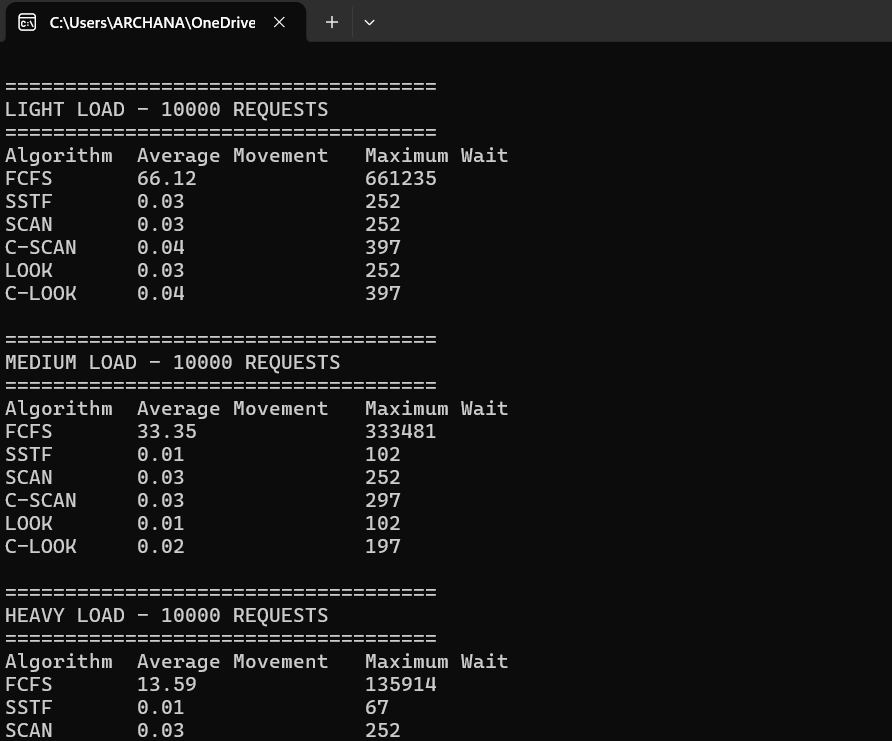 C:\Users\ARCHANA\OneDrive
====================================
LIGHT LOAD - 10000 REQUESTS
====================================
Algorithm  Average Movement   Maximum Wait
FCFS       66.12              661235
SSTF       0.03               252
SCAN       0.03               252
C-SCAN     0.04               397
LOOK       0.03               252
C-LOOK     0.04               397
====================================
MEDIUM LOAD - 10000 REQUESTS
====================================
Algorithm  Average Movement   Maximum Wait
FCFS       33.35              333481
SSTF       0.01               102
SCAN       0.03               252
C-SCAN     0.03               297
LOOK       0.01               102
C-LOOK     0.02               197
====================================
HEAVY LOAD - 10000 REQUESTS
====================================
Algorithm  Average Movement   Maximum Wait
FCFS       13.59              135914
SSTF       0.01               67
SCAN       0.03               252